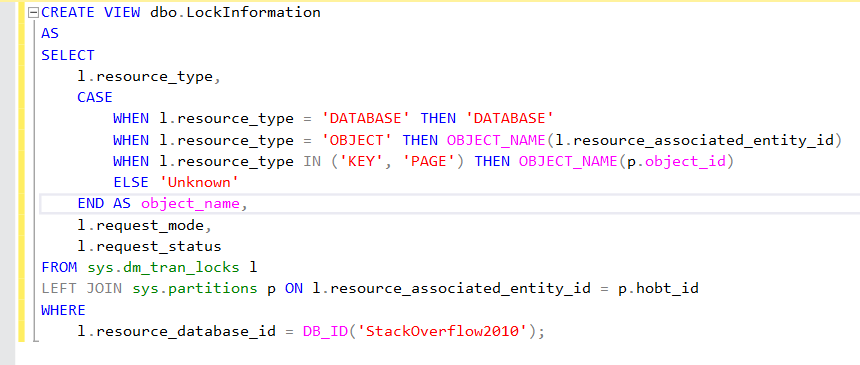 CREATE VIEW dbo.LockInformation
AS
SELECT
    l.resource_type,
    CASE
        WHEN l.resource_type = 'DATABASE' THEN 'DATABASE'
        WHEN l.resource_type = 'OBJECT' THEN OBJECT_NAME(l.resource_associated_entity_id)
        WHEN l.resource_type IN ('KEY', 'PAGE') THEN OBJECT_NAME(p.object_id)
        ELSE 'Unknown'
    END AS object_name,
    l.request_mode,
    l.request_status
FROM sys.dm_tran_locks l
LEFT JOIN sys.partitions p ON l.resource_associated_entity_id = p.hobt_id
WHERE
    l.resource_database_id = DB_ID('StackOverflow2010');